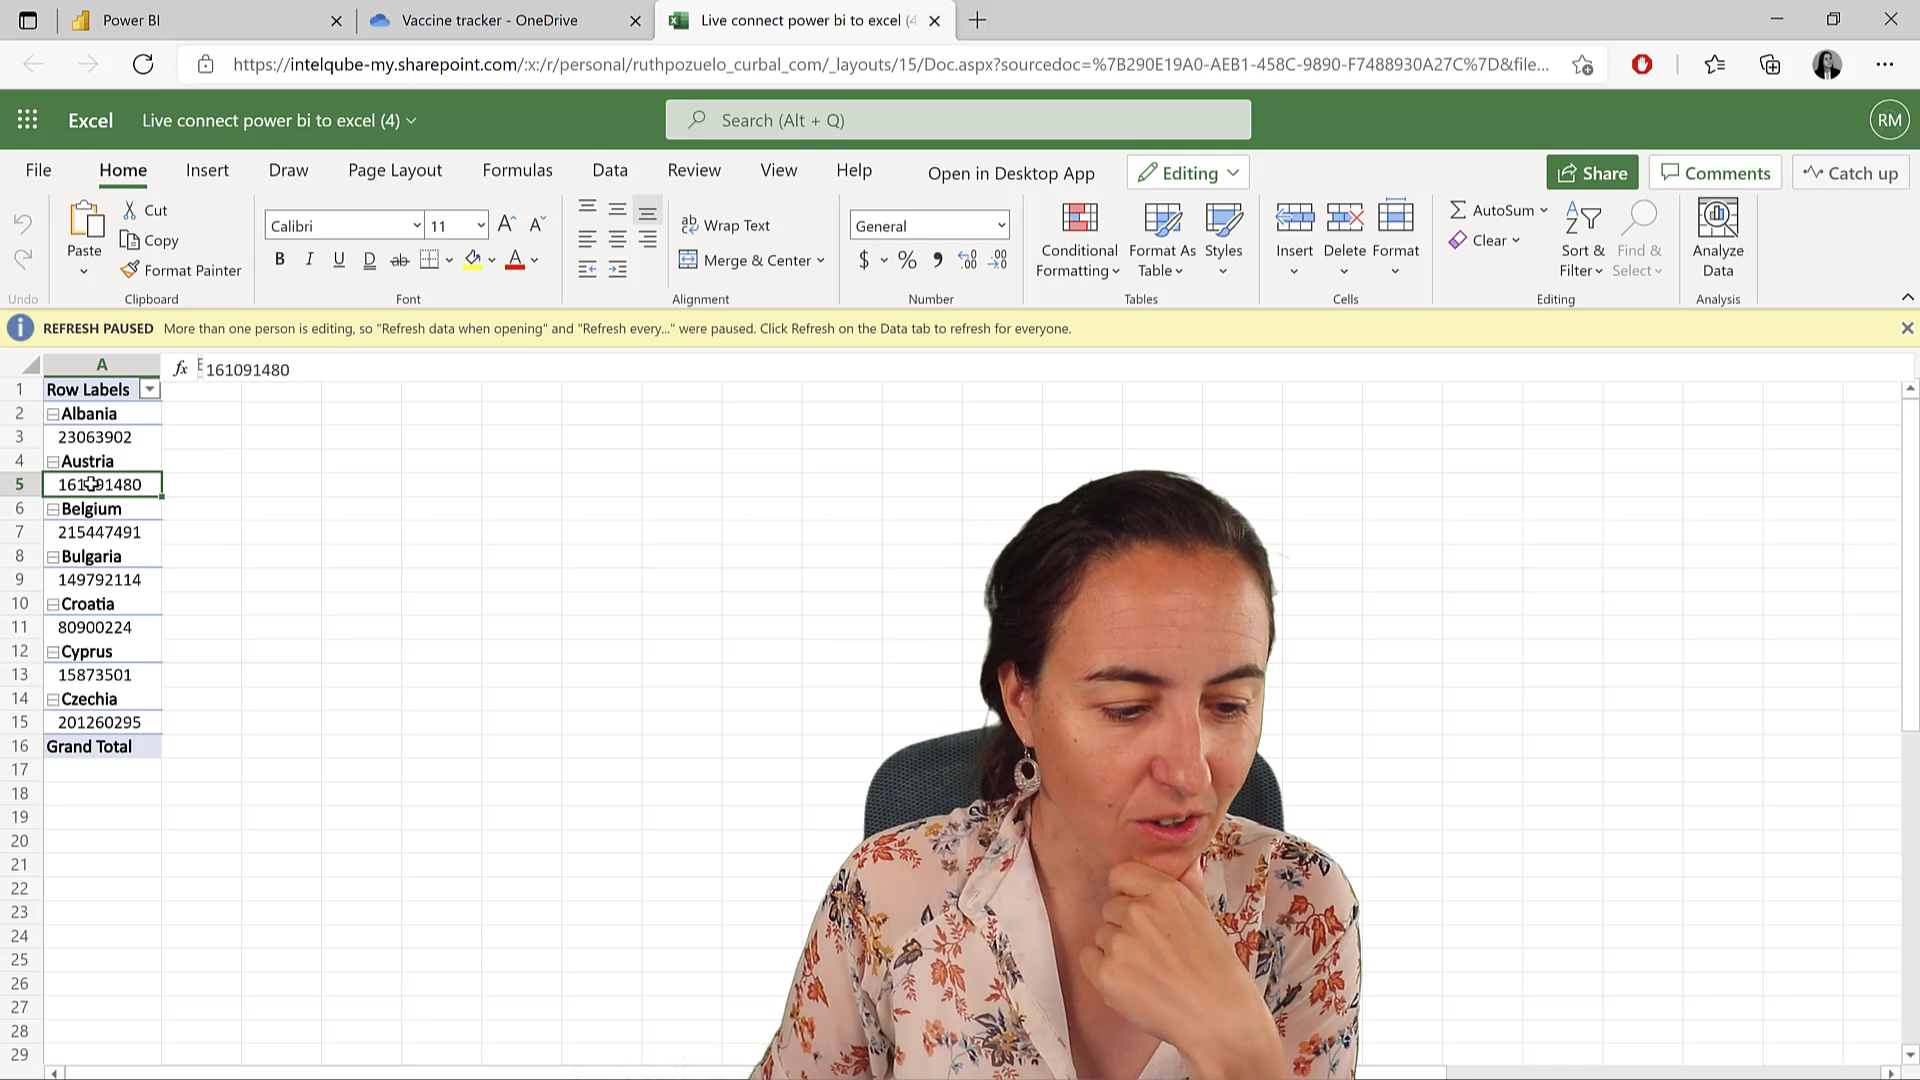 Power BI
Vaccine tracker - OneDrive
Live connect power bi to excel (4
https://intelqube-my.sharepoint.com/:x:/r/personal/ruthpozuelo_curbal_com/_layouts/15/Doc.aspx?sourcedoc=%7B290E19A0-AEB1-458C-9890-F7488930A27C%7D&file...
Excel
Live connect power bi to excel (4)
Search (Alt + Q)
RM
File
Home
Insert
Draw
Page Layout
Formulas
Data
Review
View
Help
Open in Desktop App
Editing
Share
Comments
Catch up
Undo
Paste
Cut
Copy
Format Painter
Clipboard
Calibri
11
B I U D ab
Font
Wrap Text
Merge & Center
Alignment
General
$ % 9
Number
Conditional
Formatting
Format As
Table
Styles
Tables
Insert
Delete
Format
Cells
AutoSum
Clear
Sort &
Filter
Find &
Select
Editing
Analyze
Data
Analysis
REFRESH PAUSED More than one person is editing, so "Refresh data when opening" and "Refresh every..." were paused. Click Refresh on the Data tab to refresh for everyone.
A
fx 161091480
1 Row Labels
2 Albania
3 23063902
4 Austria
5 161091480
6 Belgium
7 215447491
8 Bulgaria
9 149792114
10 Croatia
11 80900224
12 Cyprus
13 15873501
14 Czechia
15 201260295
16 Grand Total
17
18
19
20
21
22
23
24
25
26
27
28
29